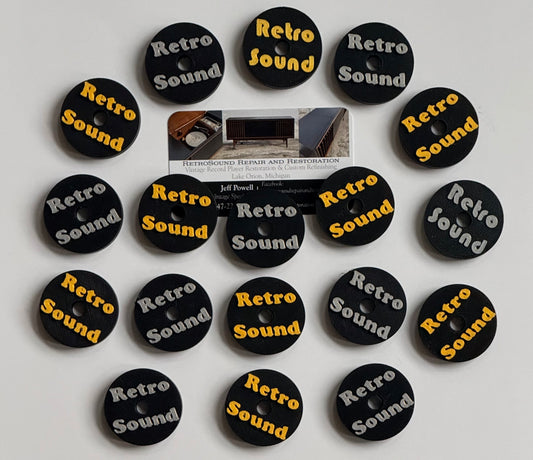 Retro
Sound
Retro
Sound
Retro
Sound
Retro
Sound
Retro
Sound
RetroSound Repair and Restoration
Vintage Record Player Restoration & Custom Refinishing
Lake Orion, Michigan
Jeff Powell
Facebook:
Retro
Sound
Retro
Sound
Retro
Sound
Retro
Sound
Retro
Sound
Retro
Sound
Retro
Sound
Retro
Sound
Retro
Sound
Retro
Sound
Retro
Sound
Retro
Sound
Retro
Sound